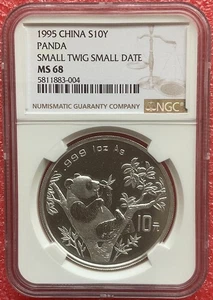 1995 CHINA S10Y
PANDA
SMALL TWIG SMALL DATE
MS 68
5811883-004
NUMISMATIC GUARANTY COMPANY
NGC
.999 1oz Ag
10元